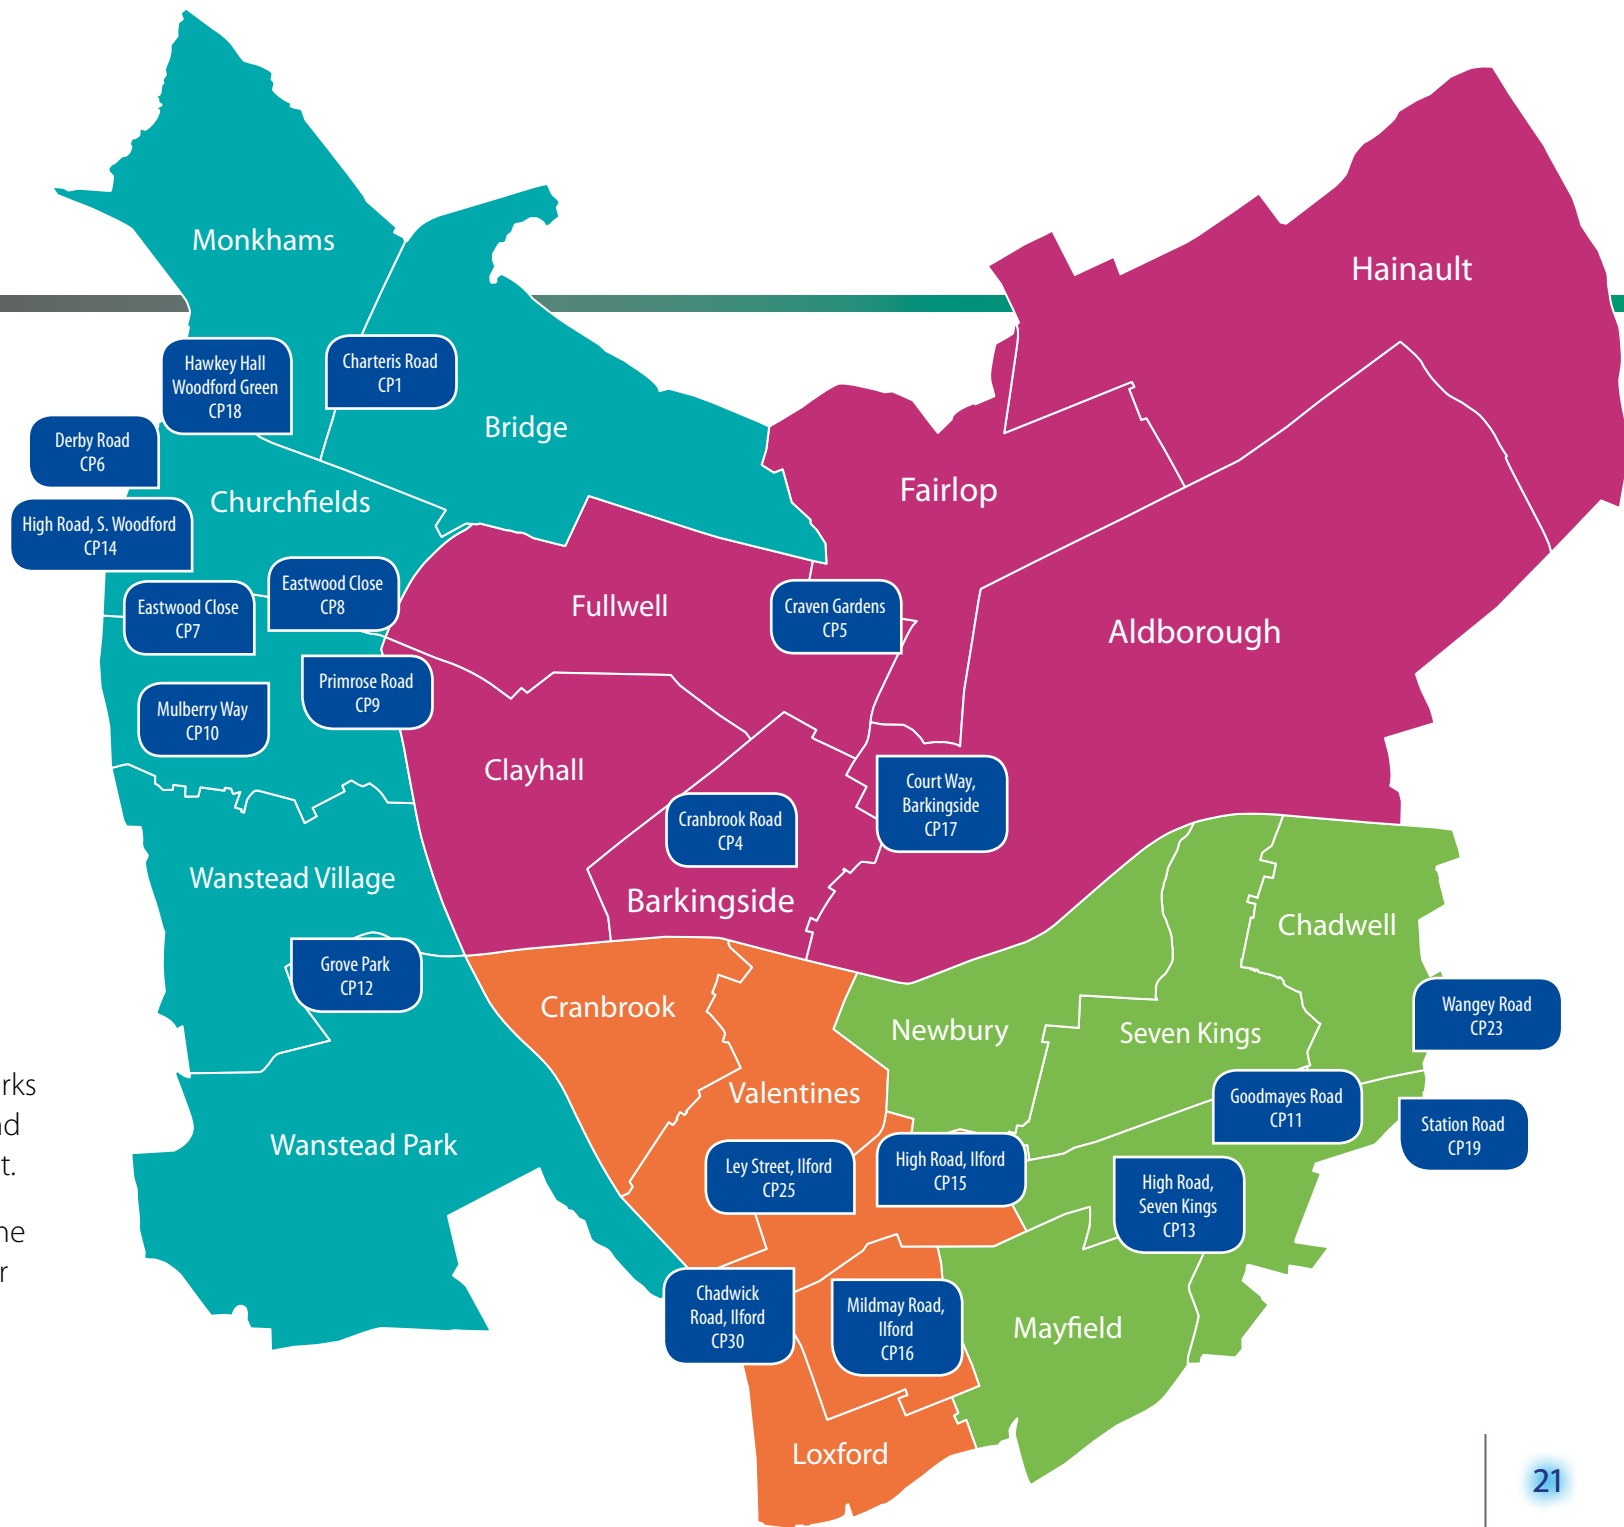 Monkhams
Hainault
Hawkey Hall
Woodford Green
CP18
Charteris Road
CP1
Bridge
Derby Road
CP6
Churchfields
Fairlop
High Road, S. Woodford
CP14
Eastwood Close
CP7
Eastwood Close
CP8
Fullwell
Craven Gardens
CP5
Aldborough
Primrose Road
CP9
Mulberry Way
CP10
Clayhall
Court Way,
Barkingside
CP17
Cranbrook Road
CP4
Wanstead Village
Barkingside
Chadwell
Grove Park
CP12
Cranbrook
Newbury
Seven Kings
Wangey Road
CP23
Valentines
Goodmayes Road
CP11
Station Road
CP19
rks
t.
Wanstead Park
Ley Street, Ilford
CP25
High Road, Ilford
CP15
High Road,
Seven Kings
CP13
r
Chadwick
Road, Ilford
CP30
Mildmay Road,
Ilford
CP16
Mayfield
Loxford
21